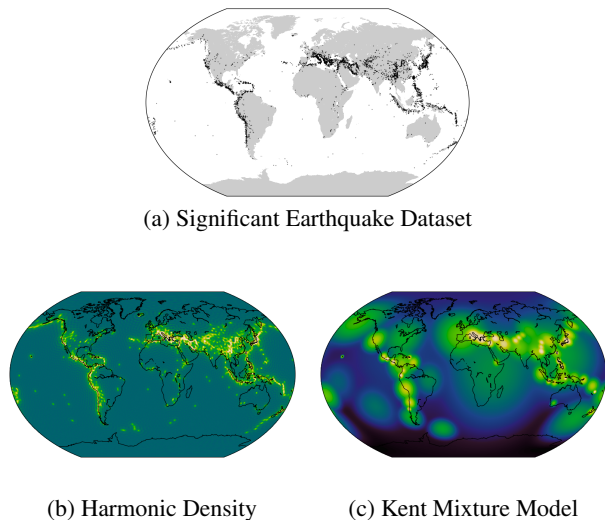 (a) Significant Earthquake Dataset
(b) Harmonic Density
(c) Kent Mixture Model